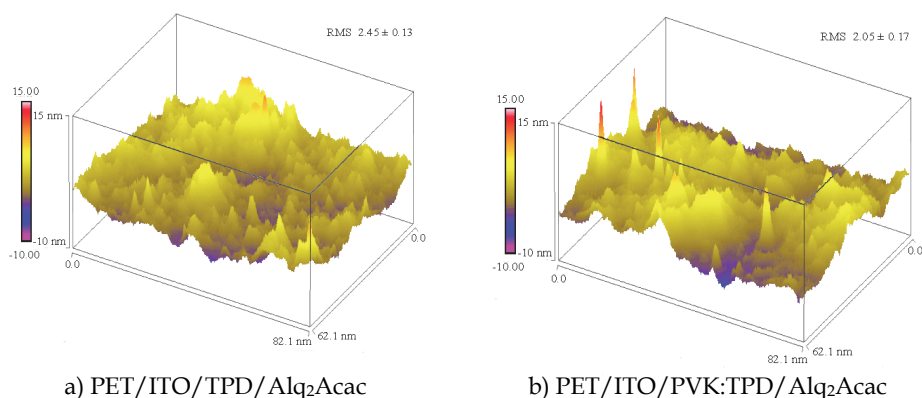 RMS 2.45 ± 0.13
15.00
15 nm
-10 nm
-10.00
0.0
0.0
62.1 nm
82.1 nm
a) PET/ITO/TPD/Alq₂Acac
RMS 2.05 ± 0.17
15.00
15 nm
-10 nm
-10.00
0.0
0.0
62.1 nm
82.1 nm
b) PET/ITO/PVK:TPD/Alq₂Acac